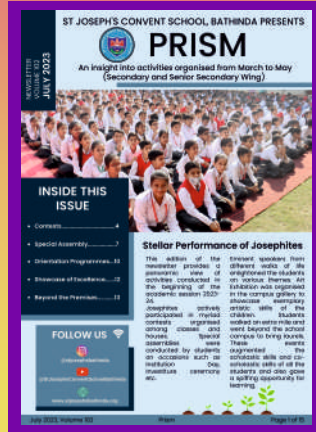 ST JOSEPH'S CONVENT SCHOOL, BATHINDA PRESENTS
PRISM
An insight into activities organised from March to May
(Secondary and Senior Secondary Wing)
NEWSLETTER
VOLUME 102
JULY 2023
INSIDE THIS
ISSUE
Contests..................4
Special Assembly..........7
Orientation Programmes...10
Showcase of Excellence....12
Beyond the Premises.......13
Stellar Performance of Josephites
This edition of the
newsletter provides a
panoramic view of
activities conducted in
the beginning of the
academic session 2023-
24.
Josephites actively
participated in myriad
contests organised
among classes and
houses. Special
assemblies were
conducted by students
on occasions such as
Institution Day,
Investiture ceremony
etc.
Eminent speakers from
different walks of life
enlightened the students
on various themes. Art
Exhibition was organised
in the campus gallery to
showcase exemplary
artistic skills of the
children. Students
walked an extra mile and
went beyond the school
campus to bring laurels.
These events
augmented the
scholastic skills and co-
scholastic skills of all the
students and also gave
a spiffing opportunity for
learning.
FOLLOW US
July 2023, Volume 102
Prism
Page 1 of 15